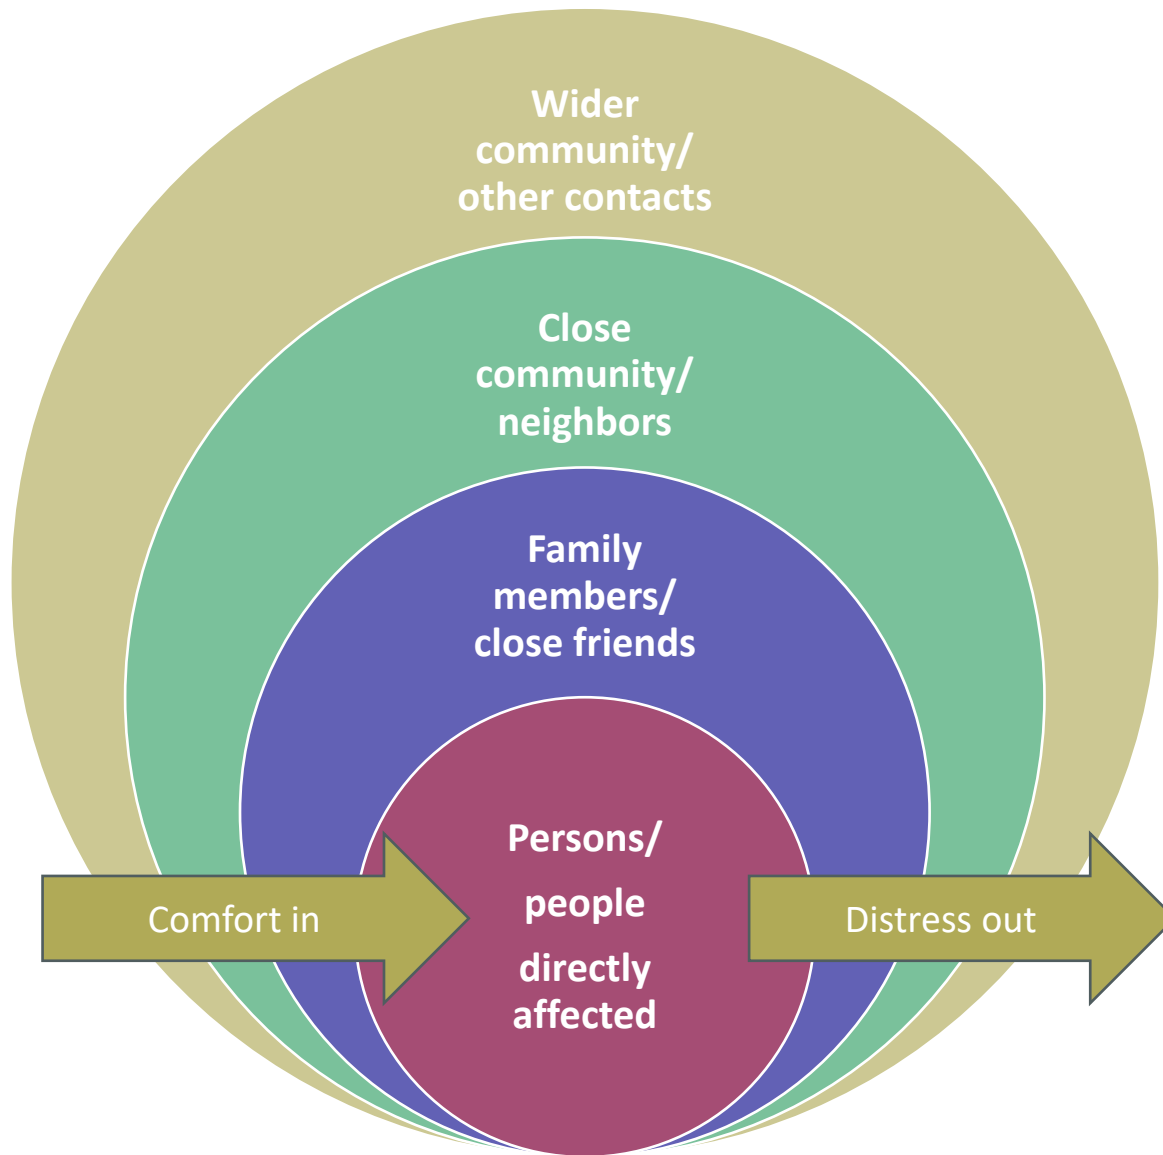 Wider
community/
other contacts
Close
community/
neighbors
Family
members/
close friends
Persons/
people
directly
affected
Comfort in
Distress out